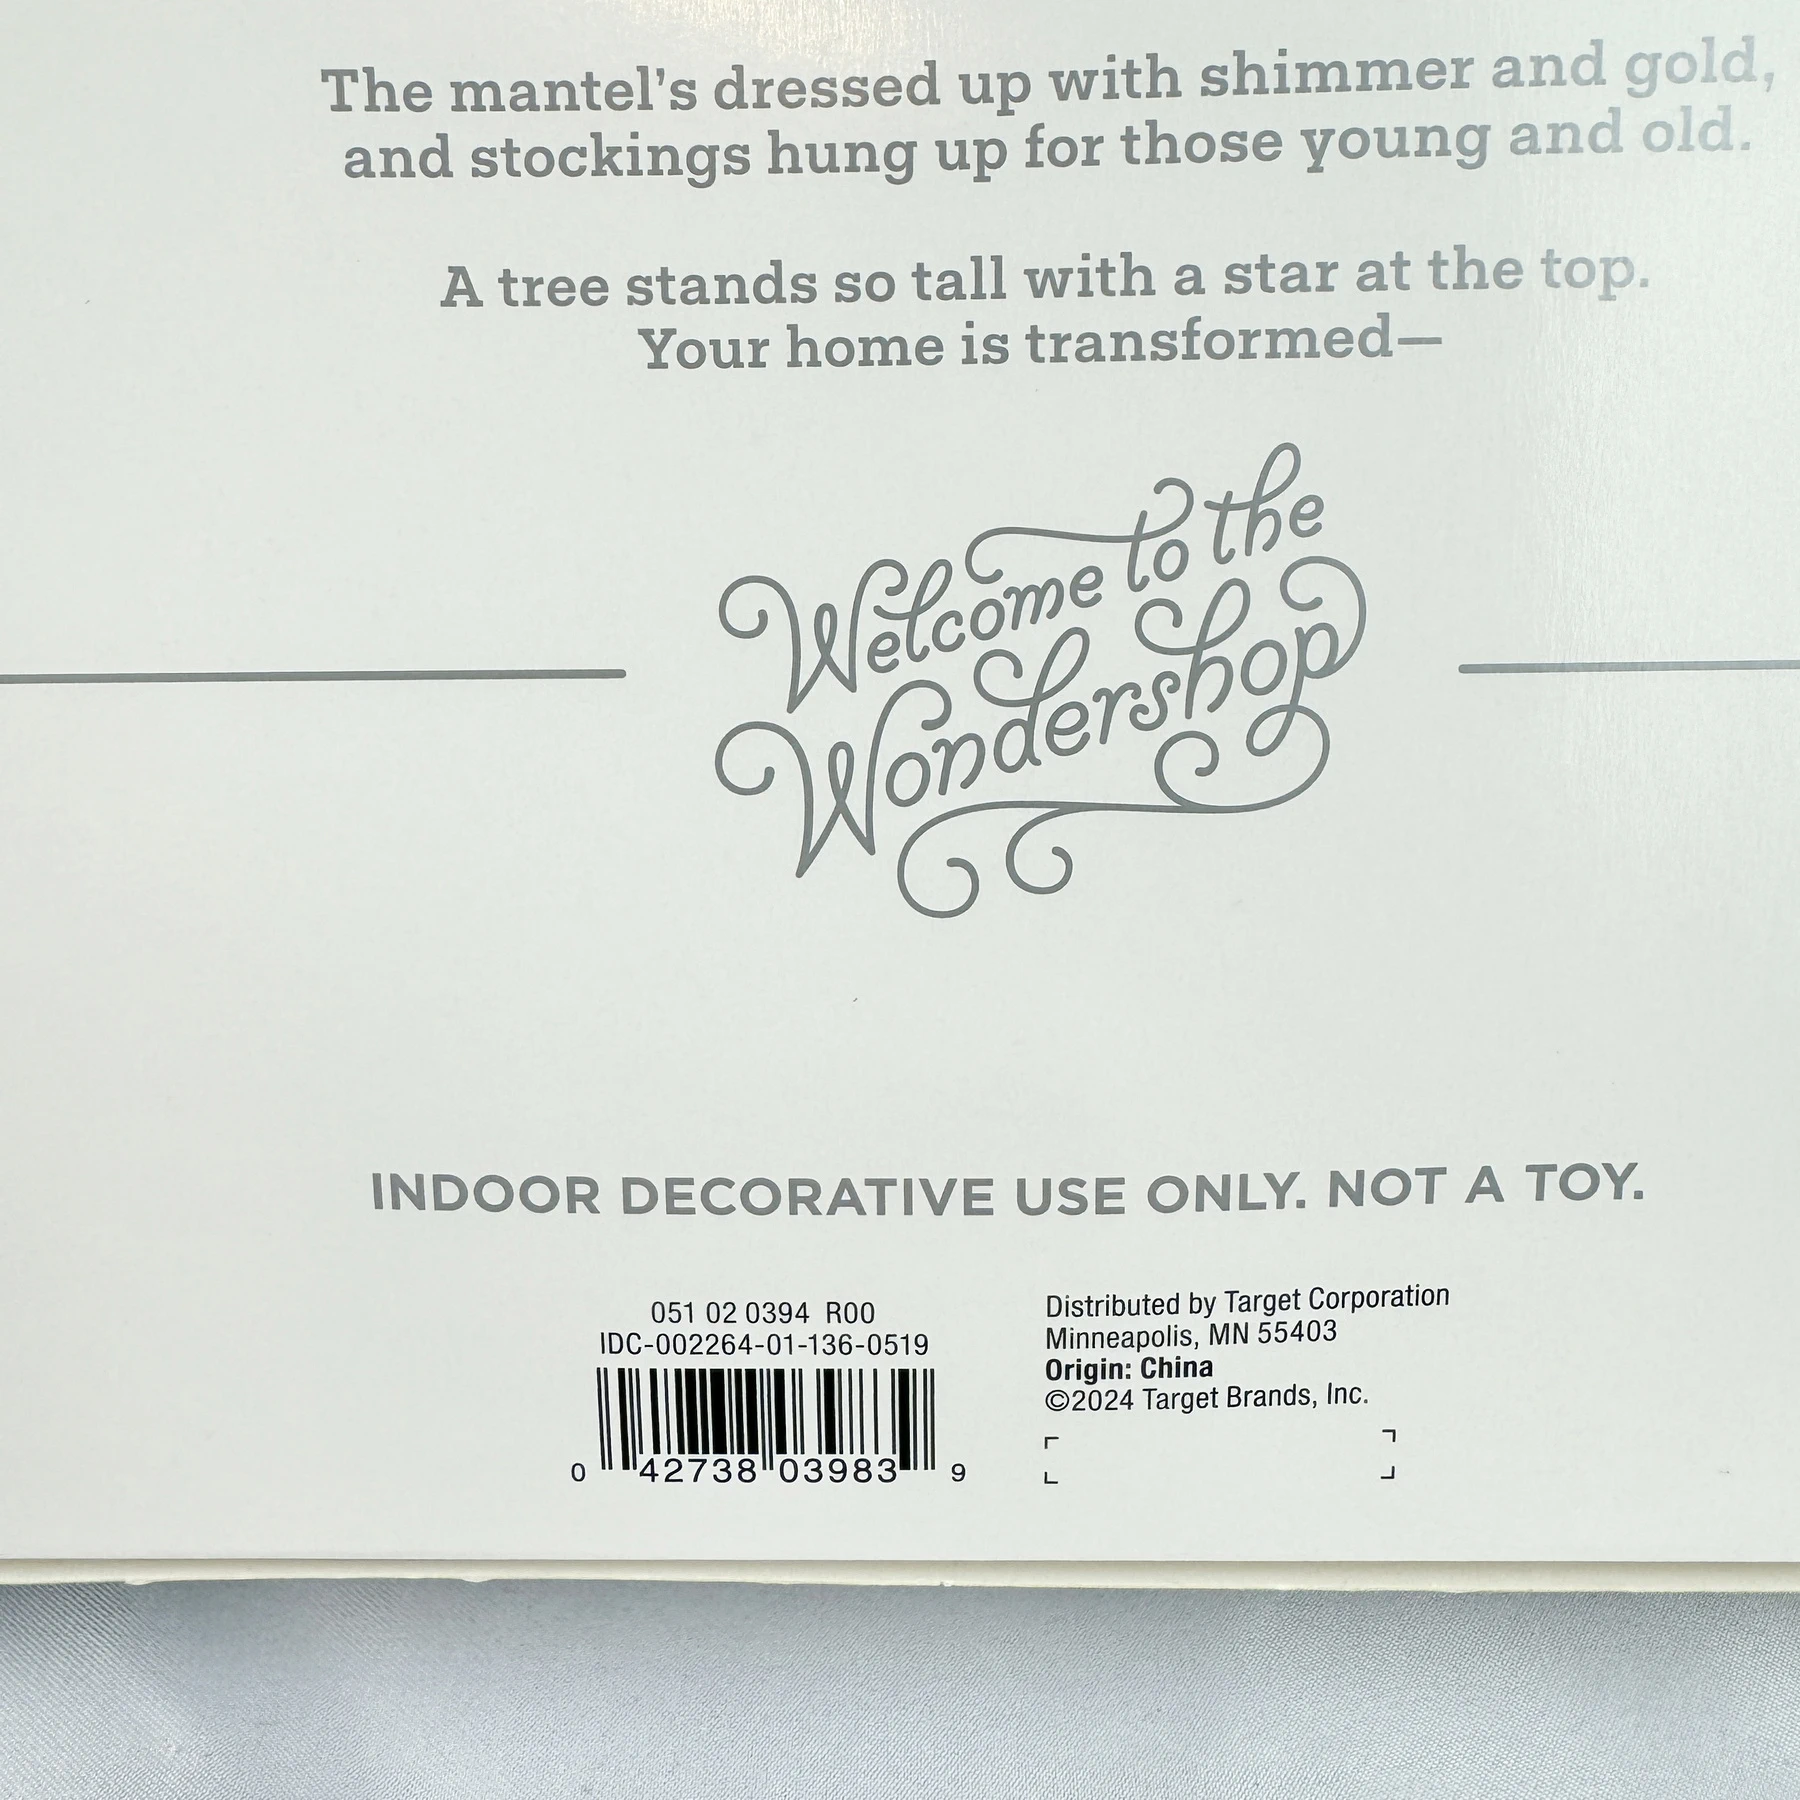 The mantel's dressed up with shimmer and gold,
and stockings hung up for those young and old.
A tree stands so tall with a star at the top.
Your home is transformed—
Welcome to the
Wondershop
INDOOR DECORATIVE USE ONLY. NOT A TOY.
051 02 0394 R00
IDC-002264-01-136-0519
0 42738 03983 9
Distributed by Target Corporation
Minneapolis, MN 55403
Origin: China
©2024 Target Brands, Inc.